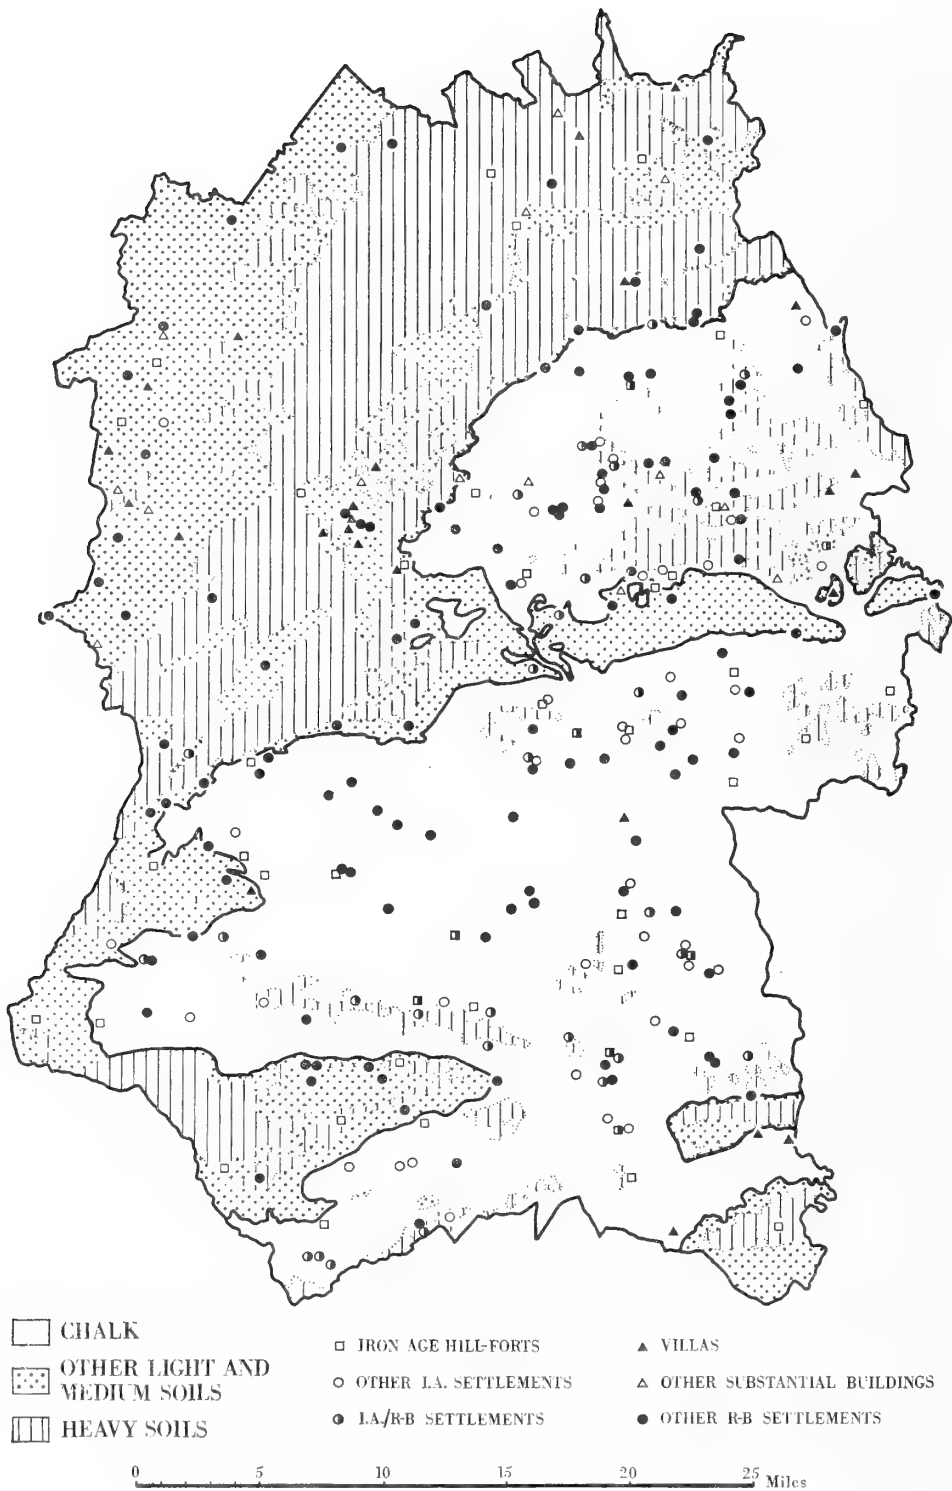 CHALK
OTHER LIGHT AND
MEDIUM SOILS
HEAVY SOILS
IRON AGE HILL-FORTS
OTHER I.A. SETTLEMENTS
I.A./R-B SETTLEMENTS
VILLAS
OTHER SUBSTANTIAL BUILDINGS
OTHER R-B SETTLEMENTS
0 5 10 15 20 25 Miles